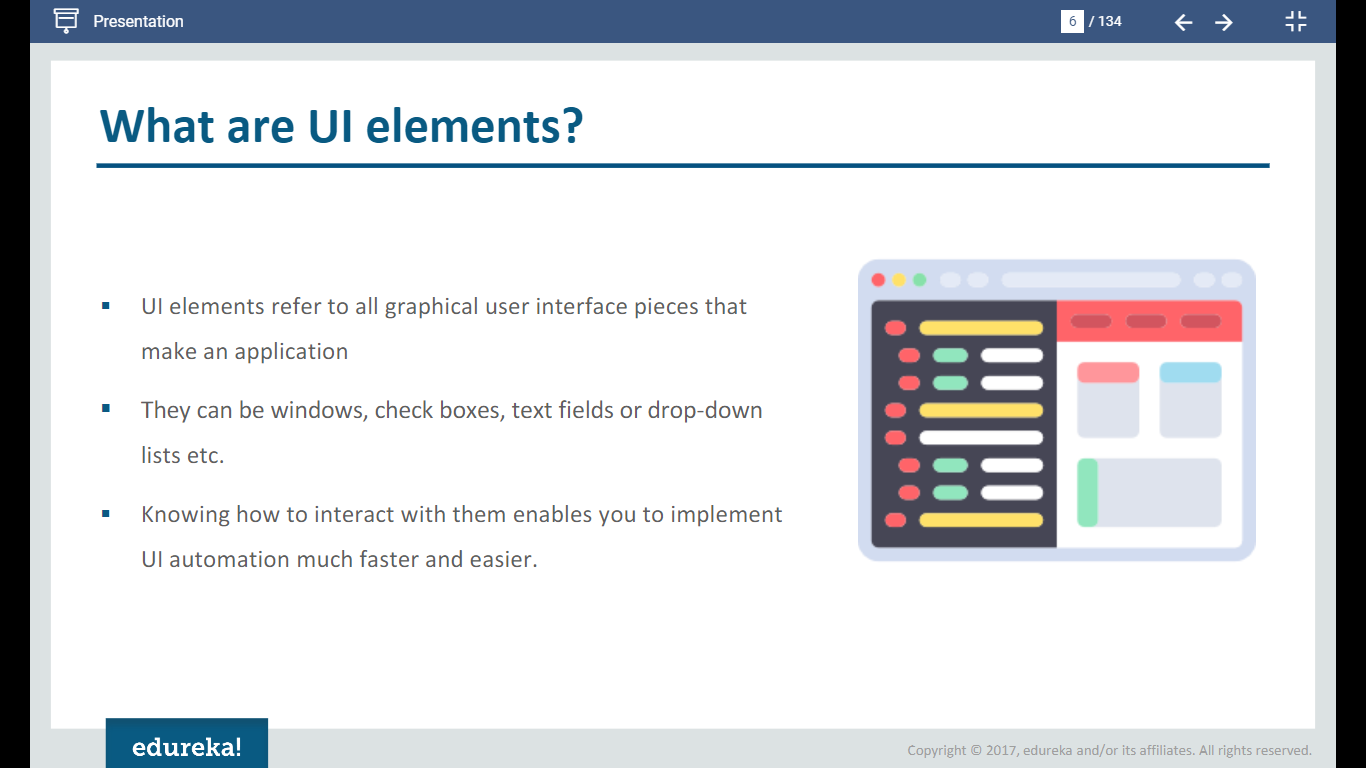 Presentation
6 / 134
What are UI elements?
UI elements refer to all graphical user interface pieces that
make an application
They can be windows, check boxes, text fields or drop-down
lists etc.
Knowing how to interact with them enables you to implement
UI automation much faster and easier.
edureka!
Copyright © 2017, edureka and/or its affiliates. All rights reserved.